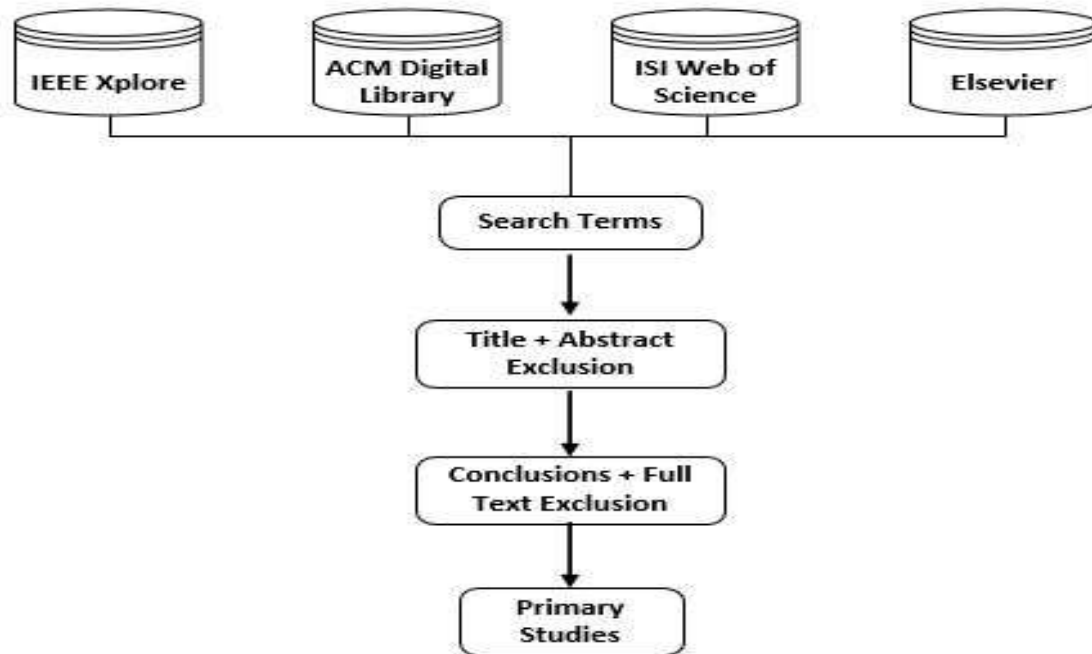 IEEE Xplore
ACM Digital
Library
ISI Web of
Science
Elsevier
Search Terms
Title + Abstract
Exclusion
Conclusions + Full
Text Exclusion
Primary
Studies